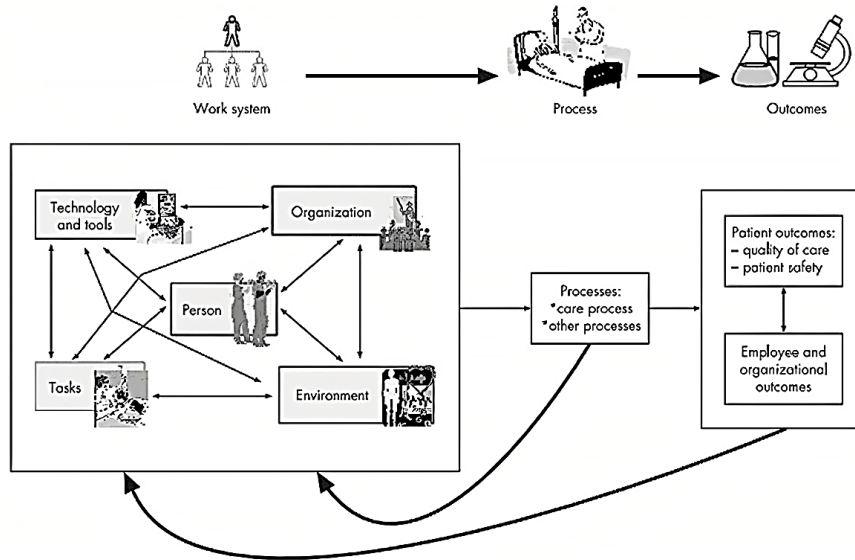 Work system
Process
Outcomes
Technology
and tools
Organization
Person
Tasks
Environment
Processes:
*care process
*other processes
Patient outcomes:
– quality of care
– patient safety
Employee and
organizational
outcomes